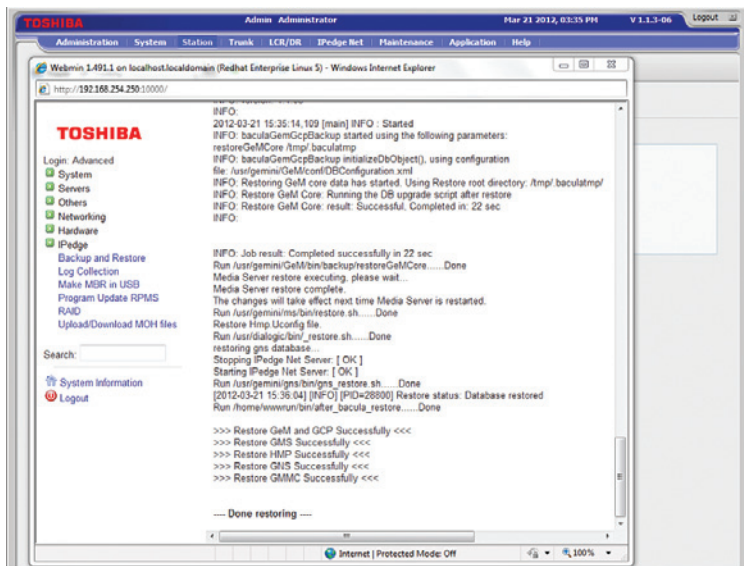 TOSHIBA
Admin Administrator
Mar 21 2012, 03:35 PM
V 1.1.3-06
Logout
Administration System Station Trunk LCR/DR IPedge Net Maintenance Application Help
Webmin 1.491.1 on localhost.localdomain (Redhat Enterprise Linux 5) - Windows Internet Explorer
http://192.168.254.250:10000/
TOSHIBA
Login: Advanced
System
Servers
Others
Networking
Hardware
IPedge
Backup and Restore
Log Collection
Make MBR in USB
Program Update RPMS
RAID
Upload/Download MOH files
Search:
System Information
Logout
INFO:
2012-03-21 15:35:14,109 [main] INFO : Started
INFO: baculaGemGcpBackup started using the following parameters:
restoreGeMCore /tmp/.baculatmp
INFO: baculaGemGcpBackup initializeDbObject(), using configuration
file: /usr/gemini/GeM/conf/DBConfiguration.xml
INFO: Restoring GeM core data has started. Using Restore root directory: /tmp/.baculatmp/
INFO: Restore GeM Core: Running the DB upgrade script after restore
INFO: Restore GeM Core: result: Successful, Completed in: 22 sec
INFO:
INFO: Job result: Completed successfully in 22 sec
Run /usr/gemini/GeM/bin/backup/restoreGeMCore......Done
Media Server restore executing, please wait...
Media Server restore complete.
The changes will take effect next time Media Server is restarted.
Run /usr/gemini/ms/bin/restore.sh......Done
Restore Hmp Uconfig file.
Run /usr/dialogic/bin/_restore.sh......Done
restoring gns database...
Stopping IPedge Net Server: [ OK ]
Starting IPedge Net Server: [ OK ]
Run /usr/gemini/gns/bin/gns_restore.sh......Done
[2012-03-21 15:36:04] [INFO] [PID=28800] Restore status: Database restored
Run /home/wwwrun/bin/after_bacula_restore......Done
>>> Restore GeM and GCP Successfully <<<
>>> Restore GMS Successfully <<<
>>> Restore HMP Successfully <<<
>>> Restore GNS Successfully <<<
>>> Restore GMMC Successfully <<<
---- Done restoring ----
Internet | Protected Mode: Off
100%